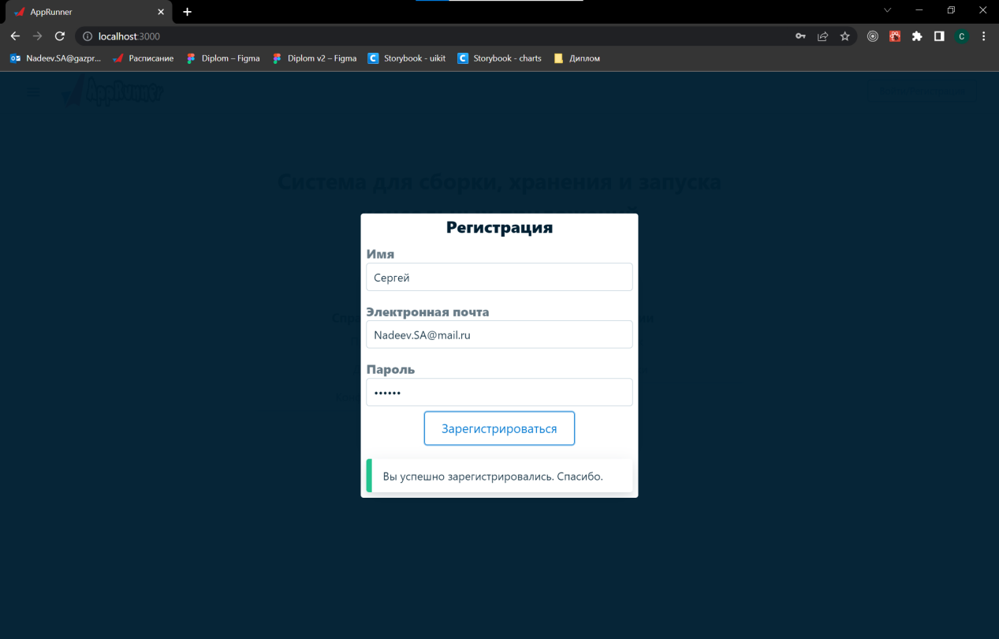 AppRunner
localhost:3000
Nadeev.SA@gazpr... Расписание Diplom – Figma Diplom v2 – Figma Storybook - uikit Storybook - charts Диплом
AppRunner
Система для сборки, хранения и запуска
Регистрация
Имя
Сергей
Электронная почта
Nadeev.SA@mail.ru
Пароль
••••••
Зарегистрироваться
Вы успешно зарегистрировались. Спасибо.